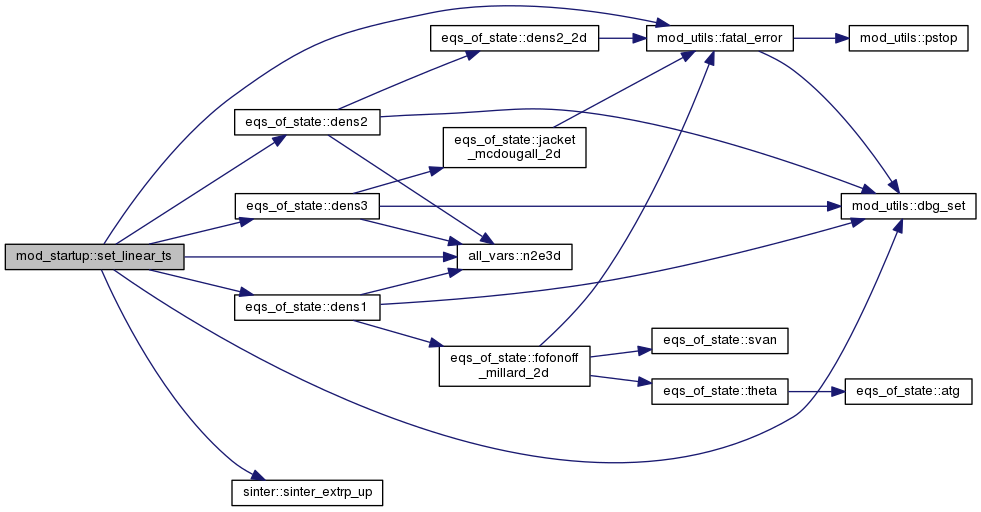 mod_startup::set_linear_ts
eqs_of_state::dens2
eqs_of_state::dens3
eqs_of_state::dens1
sinter::sinter_extrp_up
eqs_of_state::dens2_2d
eqs_of_state::jacket
_mcdougall_2d
all_vars::n2e3d
eqs_of_state::fofonoff
_millard_2d
mod_utils::fatal_error
eqs_of_state::svan
eqs_of_state::theta
mod_utils::pstop
mod_utils::dbg_set
eqs_of_state::atg